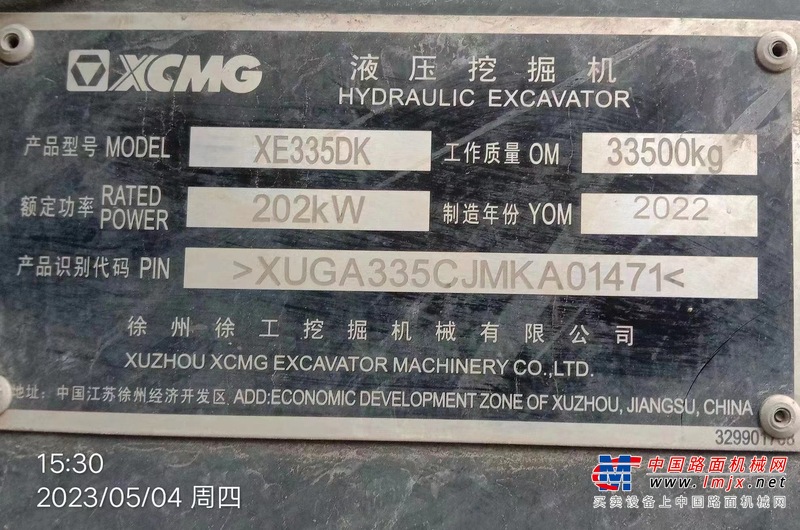 XCMG 液压挖掘机
HYDRAULIC EXCAVATOR
产品型号 MODEL XE335DK 工作质量 OM 33500kg
额定功率 RATED POWER 202kW 制造年份 YOM 2022
产品识别代码 PIN >XUGA335CJMKA01471<
徐州徐工挖掘机械有限公司
XUZHOU XCMG EXCAVATOR MACHINERY CO.,LTD.
地址: 中国江苏徐州经济开发区 ADD:ECONOMIC DEVELOPMENT ZONE OF XUZHOU, JIANGSU, CHINA
15:30
2023/05/04 周四
中国路面机械网
www.lmjx.net
买卖设备上中国路面机械网